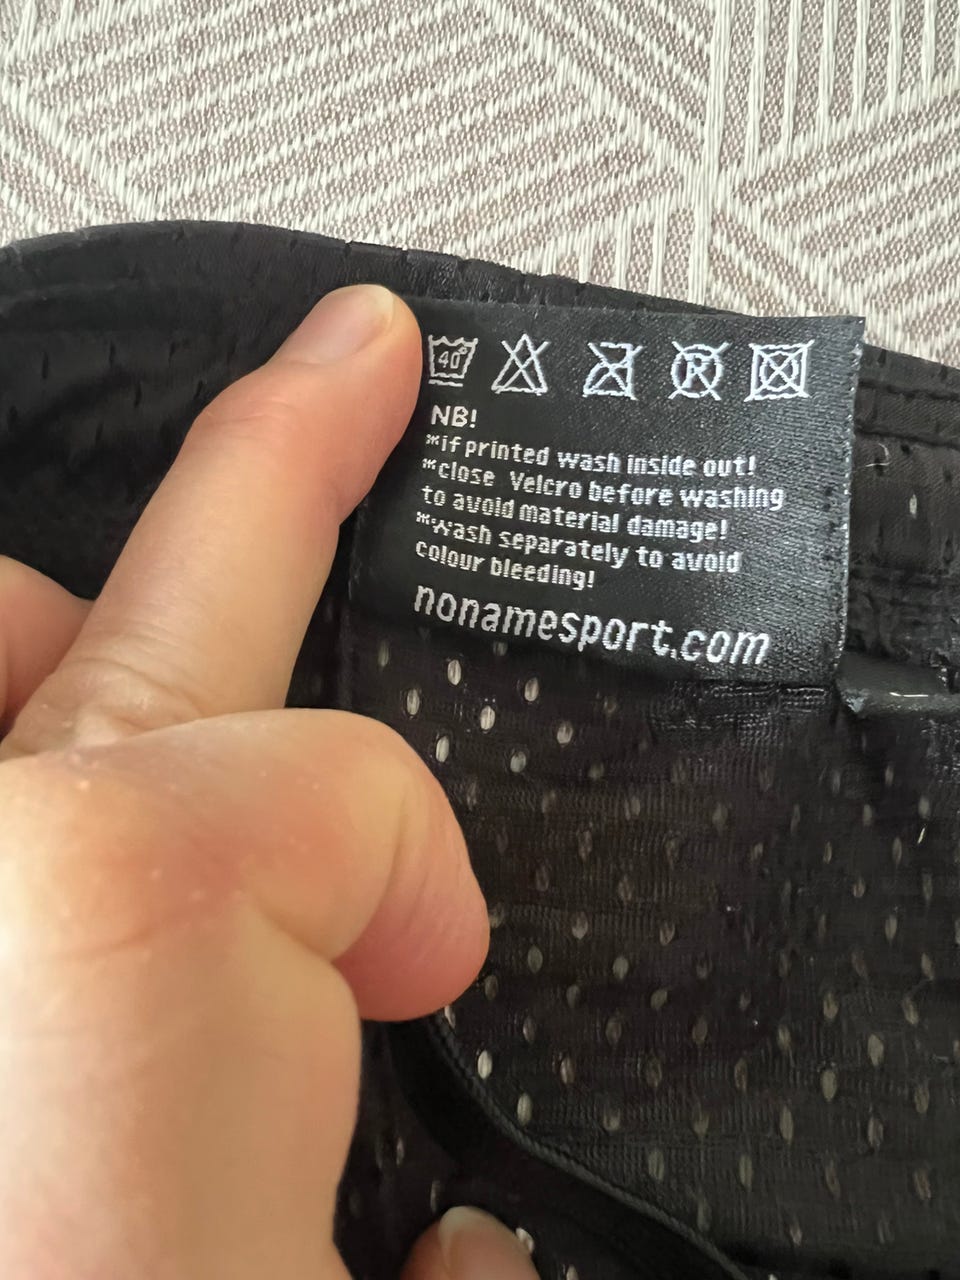 40°
NB!
*if printed wash inside out!
*close Velcro before washing
to avoid material damage!
*wash separately to avoid
colour bleeding!
nonamesport.com